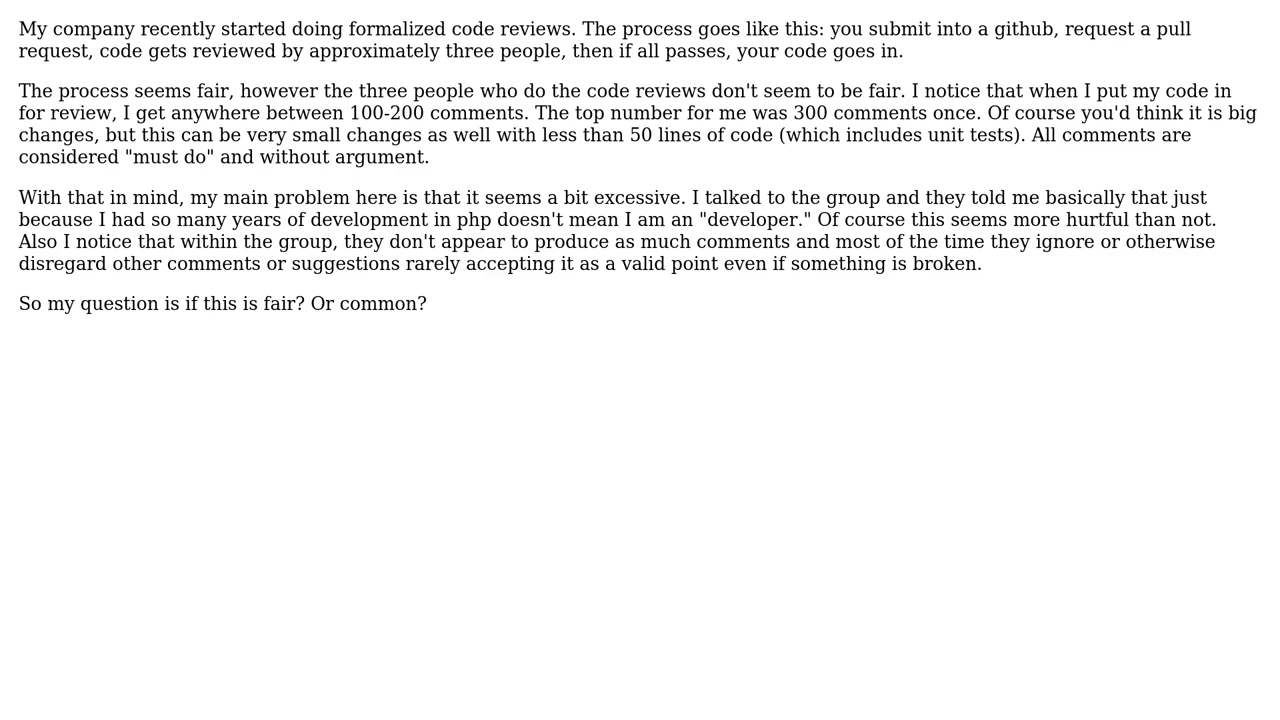 My company recently started doing formalized code reviews. The process goes like this: you submit into a github, request a pull
request, code gets reviewed by approximately three people, then if all passes, your code goes in.
The process seems fair, however the three people who do the code reviews don't seem to be fair. I notice that when I put my code in
for review, I get anywhere between 100-200 comments. The top number for me was 300 comments once. Of course you'd think it is big
changes, but this can be very small changes as well with less than 50 lines of code (which includes unit tests). All comments are
considered "must do" and without argument.
With that in mind, my main problem here is that it seems a bit excessive. I talked to the group and they told me basically that just
because I had so many years of development in php doesn't mean I am an "developer." Of course this seems more hurtful than not.
Also I notice that within the group, they don't appear to produce as much comments and most of the time they ignore or otherwise
disregard other comments or suggestions rarely accepting it as a valid point even if something is broken.
So my question is if this is fair? Or common?